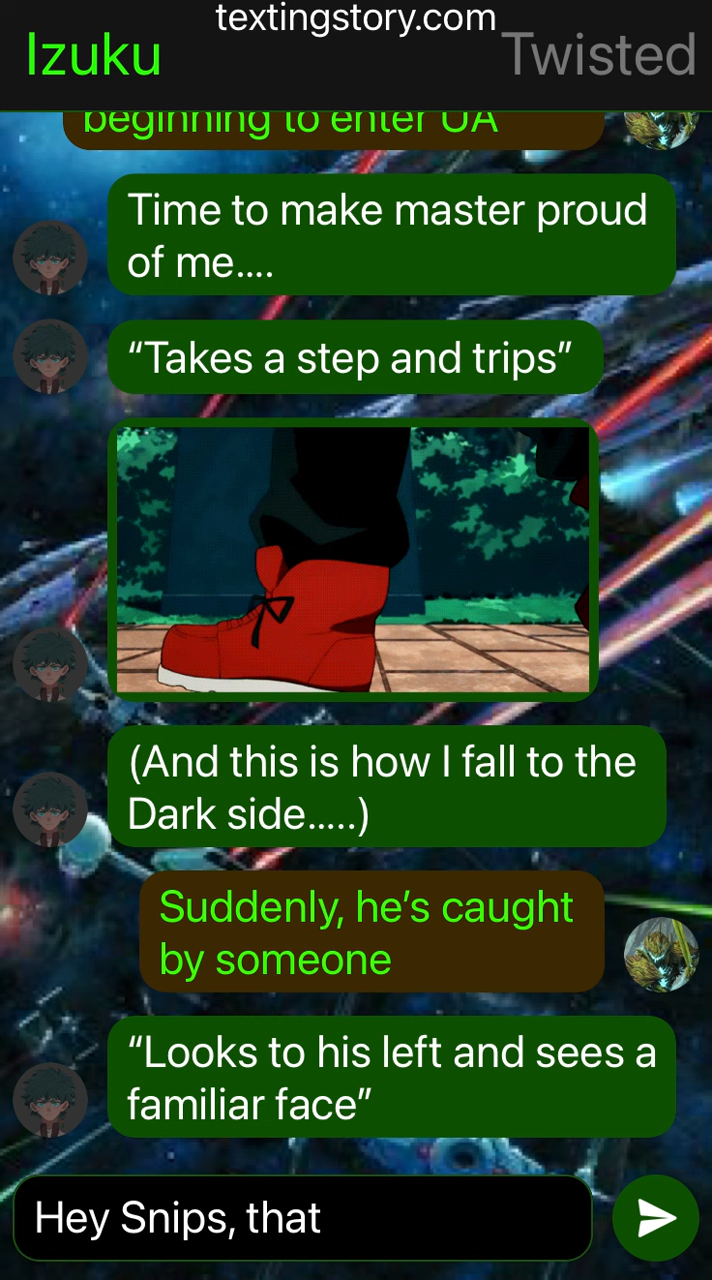 textingstory.com
Izuku
Twisted
beginning to enter UA
Time to make master proud
of me....
“Takes a step and trips”
(And this is how I fall to the
Dark side.....)
Suddenly, he’s caught
by someone
“Looks to his left and sees a
familiar face”
Hey Snips, that